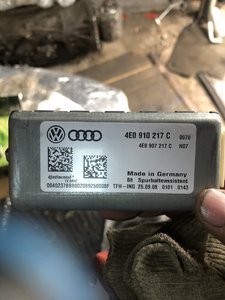 4E0 910 217 C 0070
4E0 907 217 C H07
Made in Germany
SG Spurhalteassistent
TFH-ING 25.09.08 0101 0143